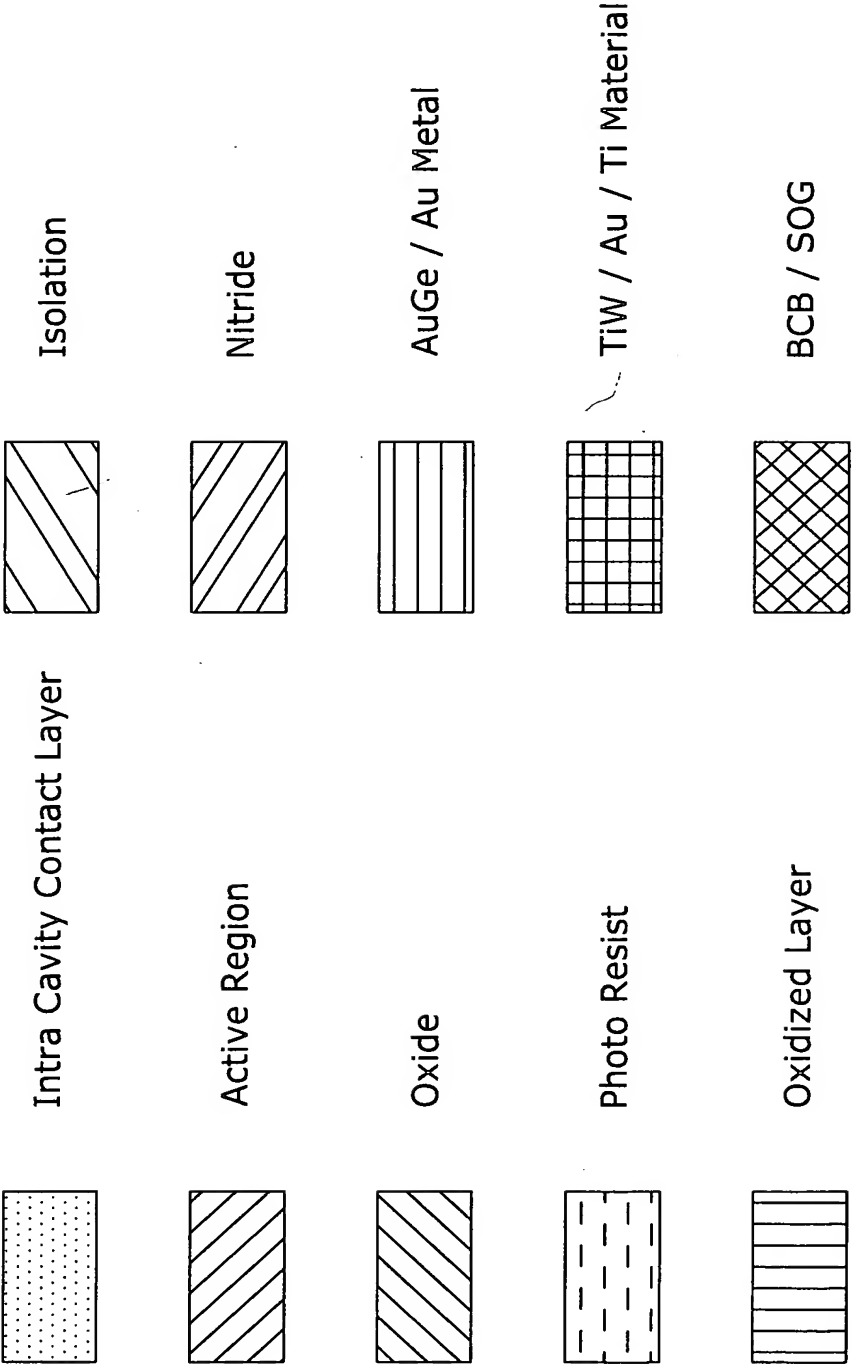 Intra Cavity Contact Layer
Active Region
Oxide
Photo Resist
Oxidized Layer
Isolation
Nitride
AuGe / Au Metal
TiW / Au / Ti Material
BCB / SOG